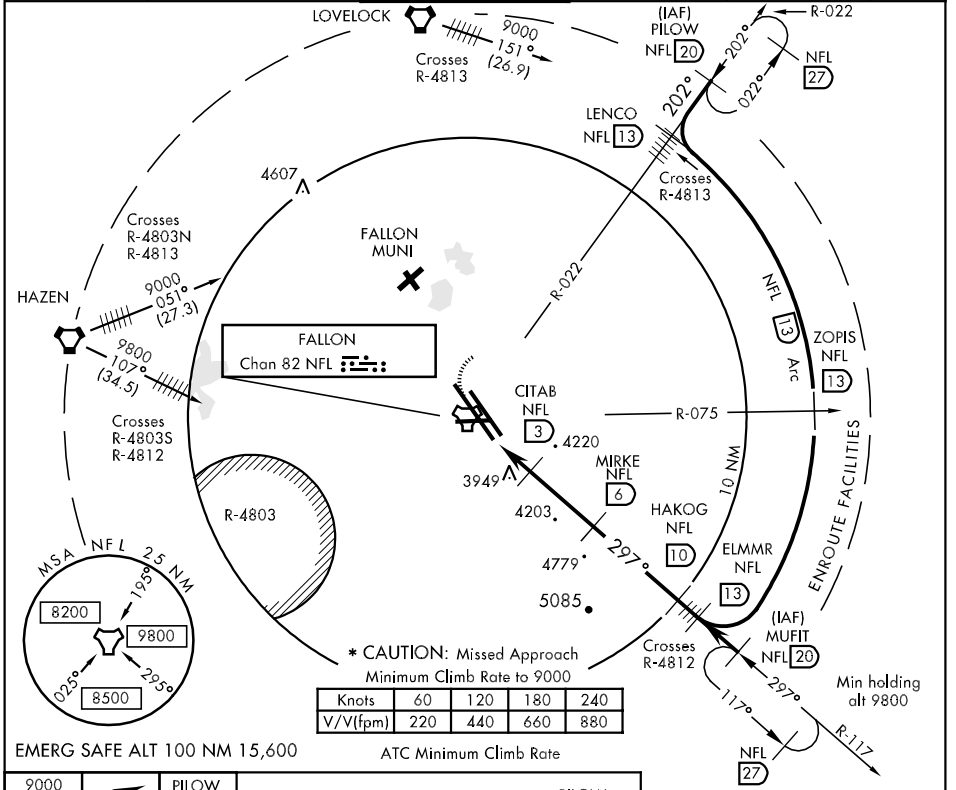 LOVELOCK
9000
151°
(26.9)
Crosses
R-4813
(IAF)
PILOW
NFL 20
R-022
202°
022°
NFL
27
202°
LENCO
NFL 13
Crosses
R-4813
4607
Crosses
R-4803N
R-4813
FALLON
MUNI
R-022
HAZEN
9000
051°
(27.3)
9800
107°
(34.5)
Crosses
R-4803S
R-4812
FALLON
Chan 82 NFL
NFL
13
Arc
ZOPIS
NFL
13
CITAB
NFL
3
R-075
4220
3949
MIRKE
NFL
6
10 NM
ENROUTE FACILITIES
4203
HAKOG
NFL
10
R-4803
4779
297°
ELMMR
NFL
13
5085
MSA NFL 25 NM
195°
8200
9800
025°
295°
8500
Crosses
R-4812
(IAF)
MUFIT
NFL 20
297°
117°
Min holding
alt 9800
R-117
NFL
27
* CAUTION: Missed Approach
Minimum Climb Rate to 9000
Knots 60 120 180 240
V/V(fpm) 220 440 660 880
EMERG SAFE ALT 100 NM 15,600
ATC Minimum Climb Rate
9000
PILOW